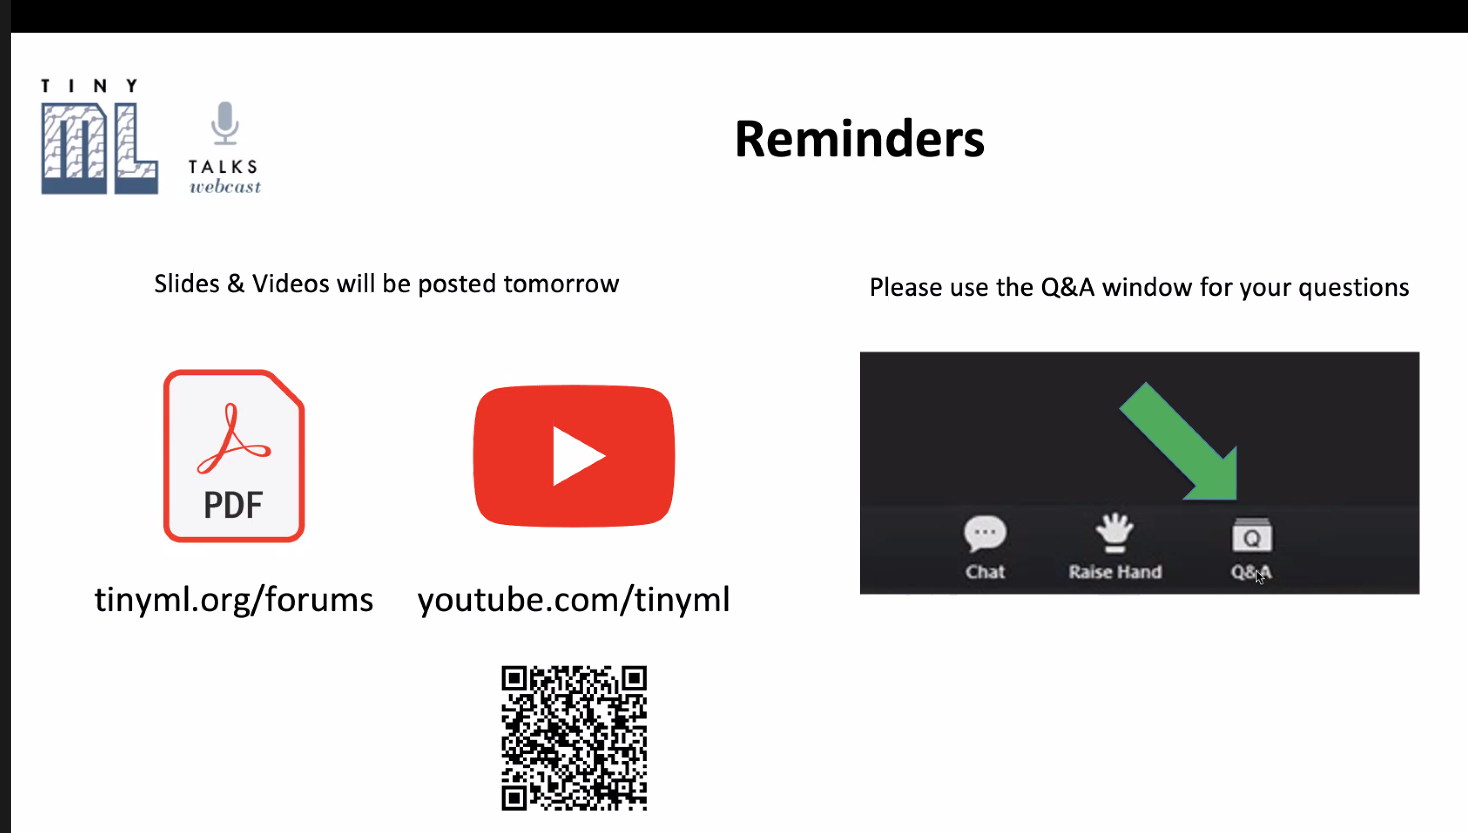 TINY
ML
TALKS
webcast
Reminders
Slides & Videos will be posted tomorrow
Please use the Q&A window for your questions
PDF
tinyml.org/forums
youtube.com/tinyml
Q
Chat
Raise Hand
Q&A